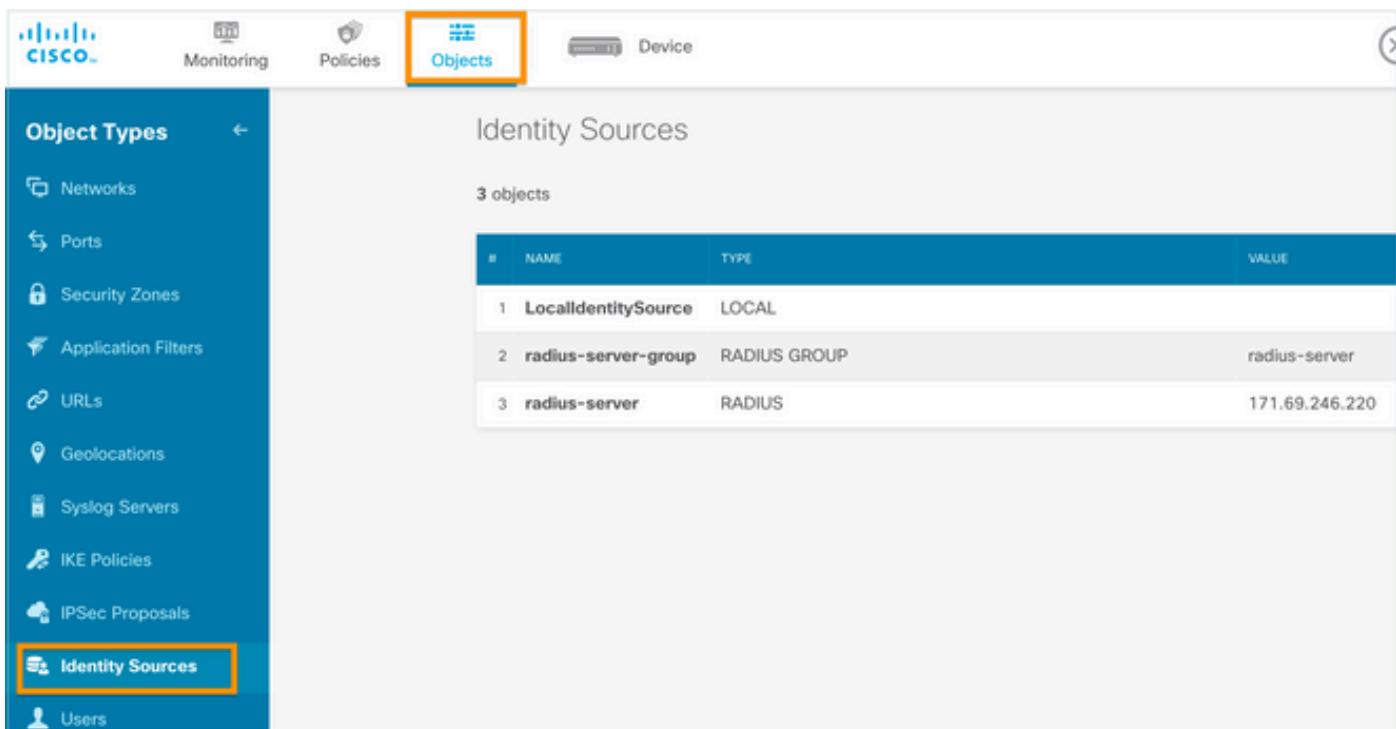 CISCO
Monitoring
Policies
Objects
Device
Object Types
Networks
Ports
Security Zones
Application Filters
URLs
Geolocations
Syslog Servers
IKE Policies
IPSec Proposals
Identity Sources
Users
Identity Sources
3 objects
# NAME TYPE VALUE
1 LocalIdentitySource LOCAL
2 radius-server-group RADIUS GROUP radius-server
3 radius-server RADIUS 171.69.246.220